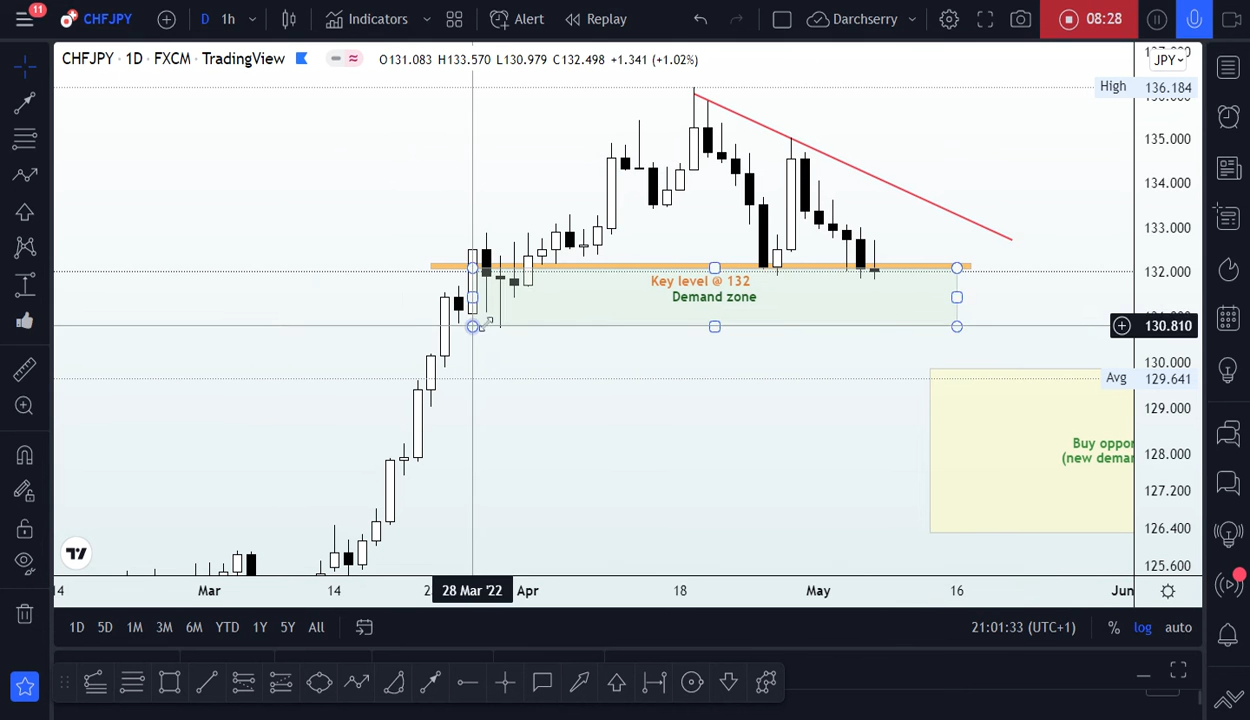 11
CHFJPY
D
1h
Indicators
Alert
Replay
Darchserry
08:28
CHFJPY · 1D · FXCM · TradingView
O131.083 H133.570 L130.979 C132.498 +1.341 (+1.02%)
JPY
High 136.184
135.000
134.000
133.000
132.000
130.810
130.000
Avg 129.641
129.000
128.000
127.200
126.400
125.600
Key level @ 132
Demand zone
Buy oppor
(new deman
14
Mar
14
2
28 Mar '22
Apr
18
May
16
Jun
1D 5D 1M 3M 6M YTD 1Y 5Y All
21:01:33 (UTC+1)
%
log
auto